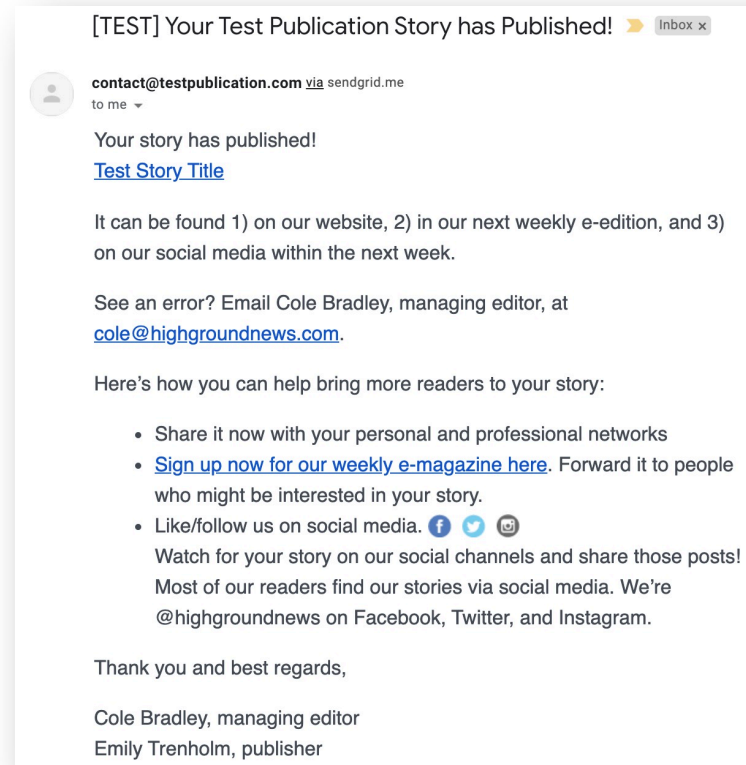 [TEST] Your Test Publication Story has Published! Inbox x
contact@testpublication.com via sendgrid.me
to me
Your story has published!
Test Story Title
It can be found 1) on our website, 2) in our next weekly e-edition, and 3)
on our social media within the next week.
See an error? Email Cole Bradley, managing editor, at
cole@highgroundnews.com.
Here’s how you can help bring more readers to your story:
• Share it now with your personal and professional networks
• Sign up now for our weekly e-magazine here. Forward it to people
who might be interested in your story.
• Like/follow us on social media.
Watch for your story on our social channels and share those posts!
Most of our readers find our stories via social media. We’re
@highgroundnews on Facebook, Twitter, and Instagram.
Thank you and best regards,
Cole Bradley, managing editor
Emily Trenholm, publisher